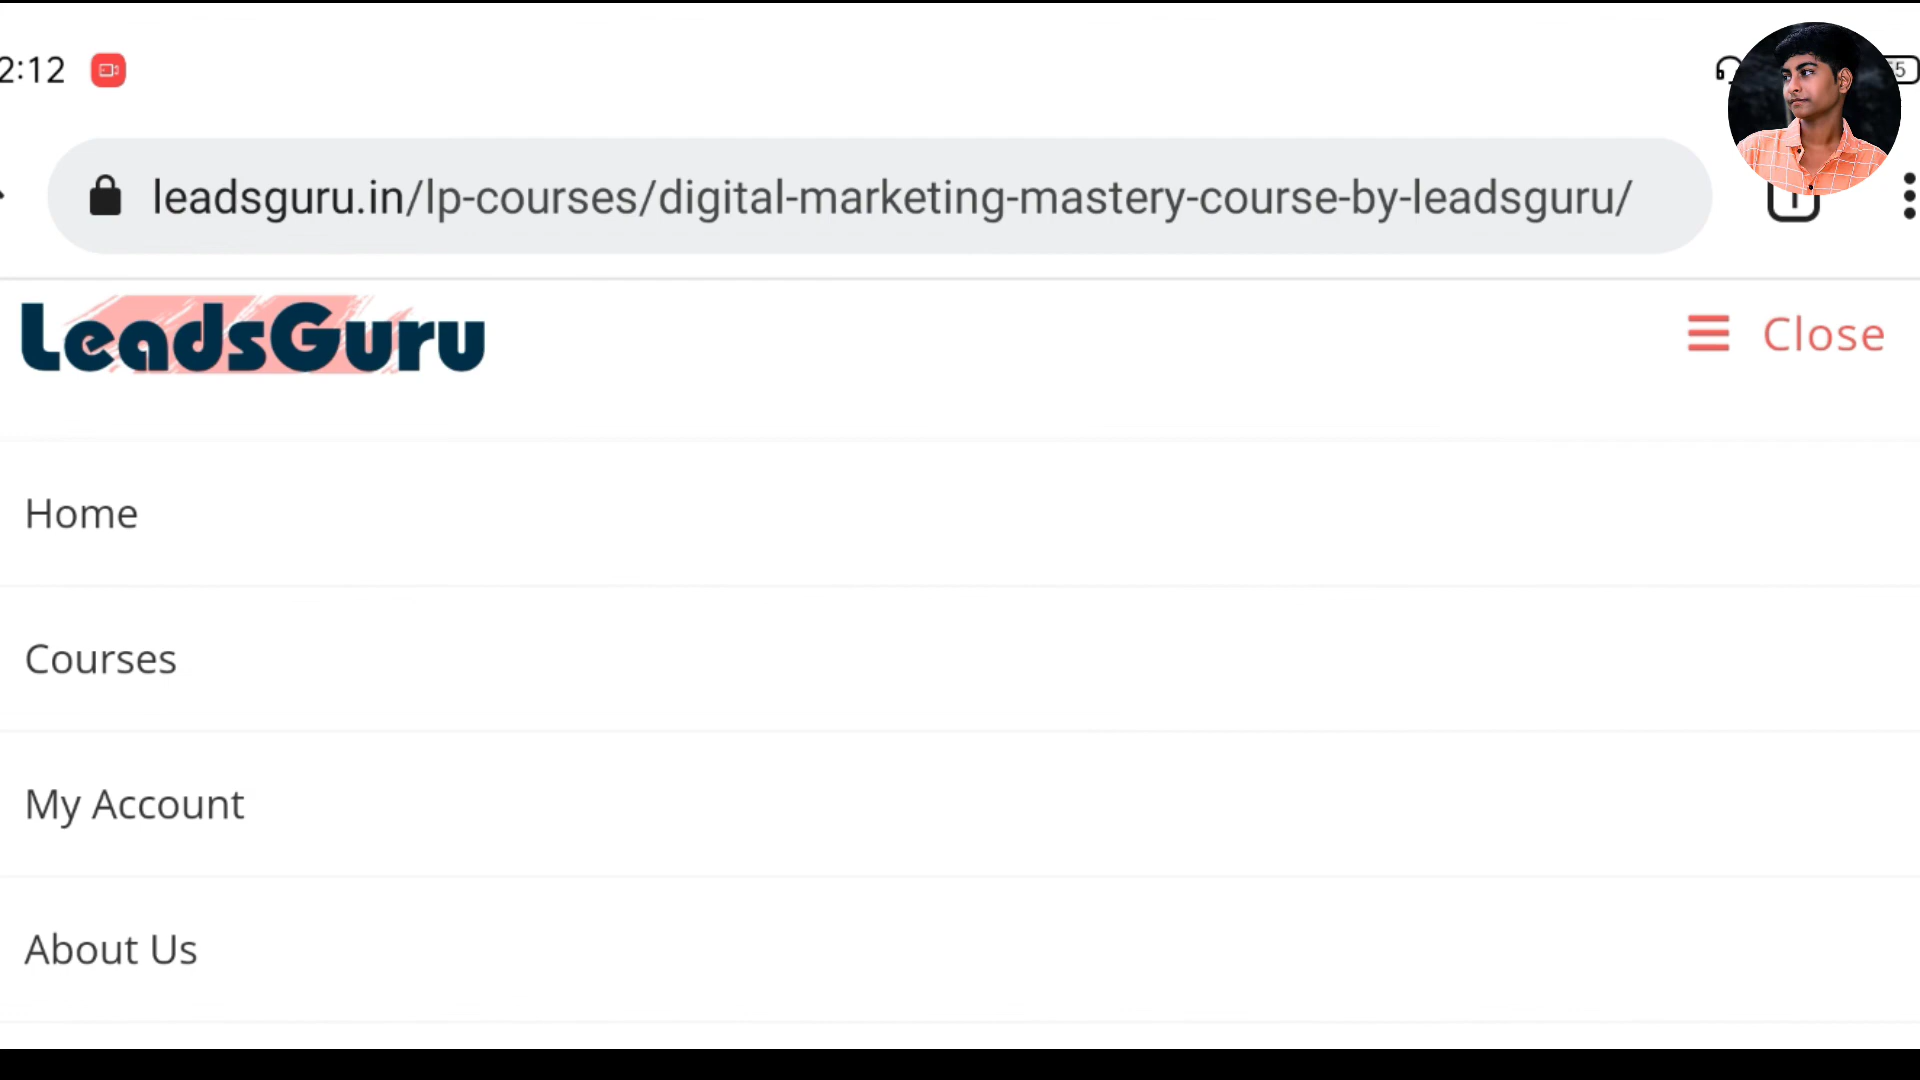 2:12
leadsguru.in/lp-courses/digital-marketing-mastery-course-by-leadsguru/
LeadsGuru
Close
Home
Courses
My Account
About Us